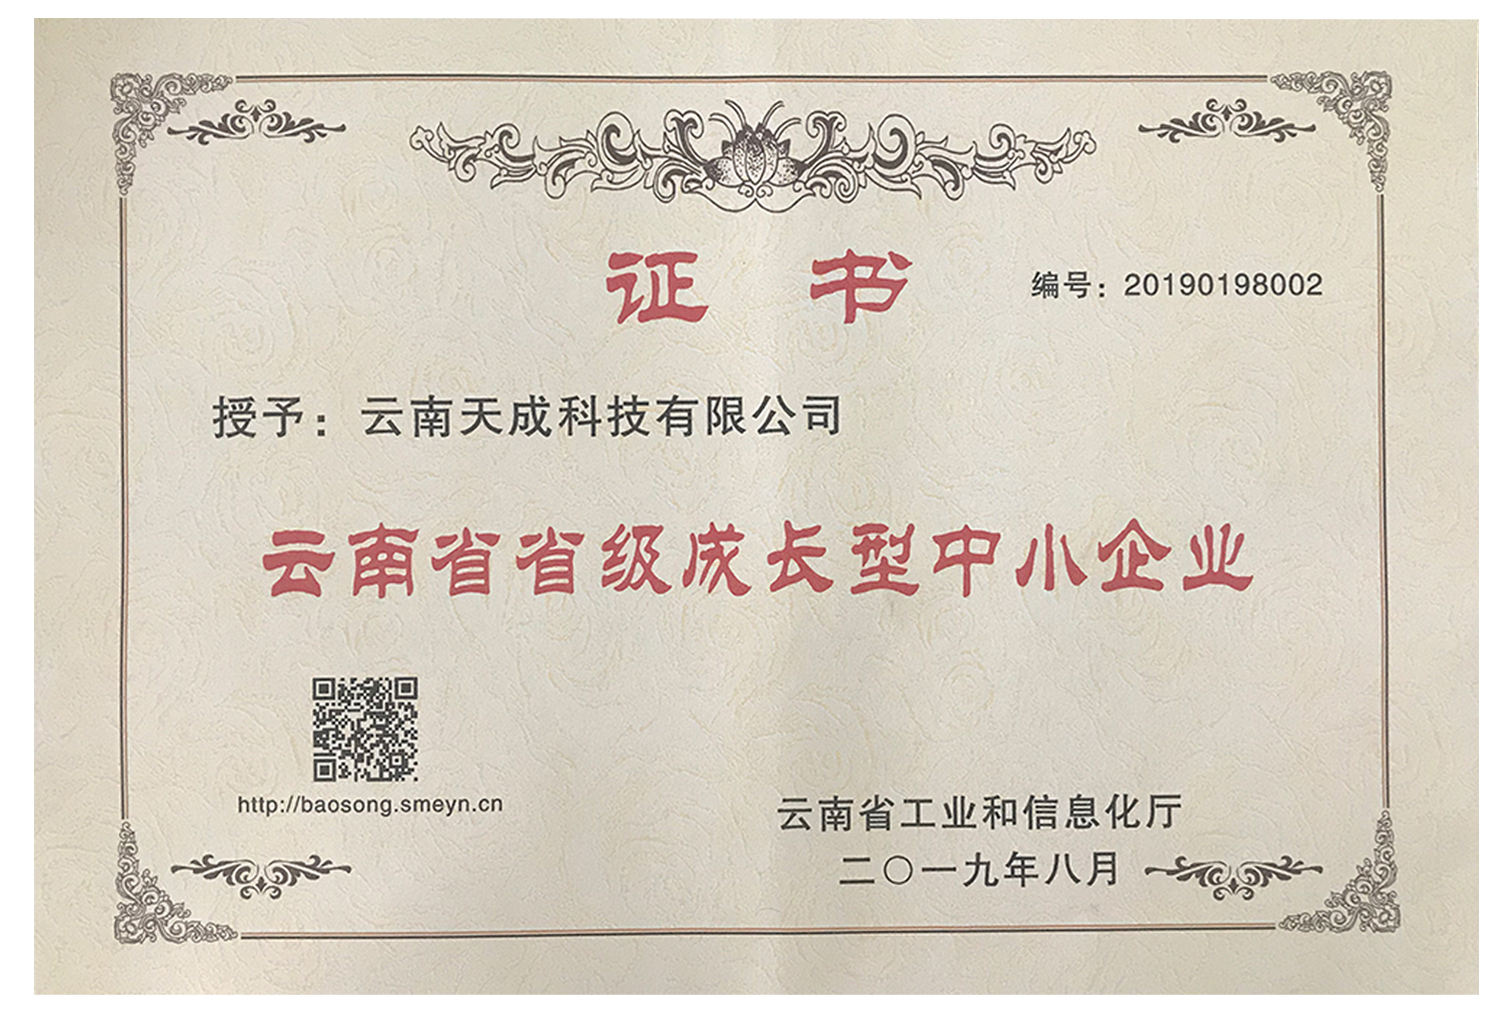 证 书
编号：20190198002
授予：云南天成科技有限公司
云南省省级成长型中小企业
http://baosong.smeyn.cn
云南省工业和信息化厅
二〇一九年八月